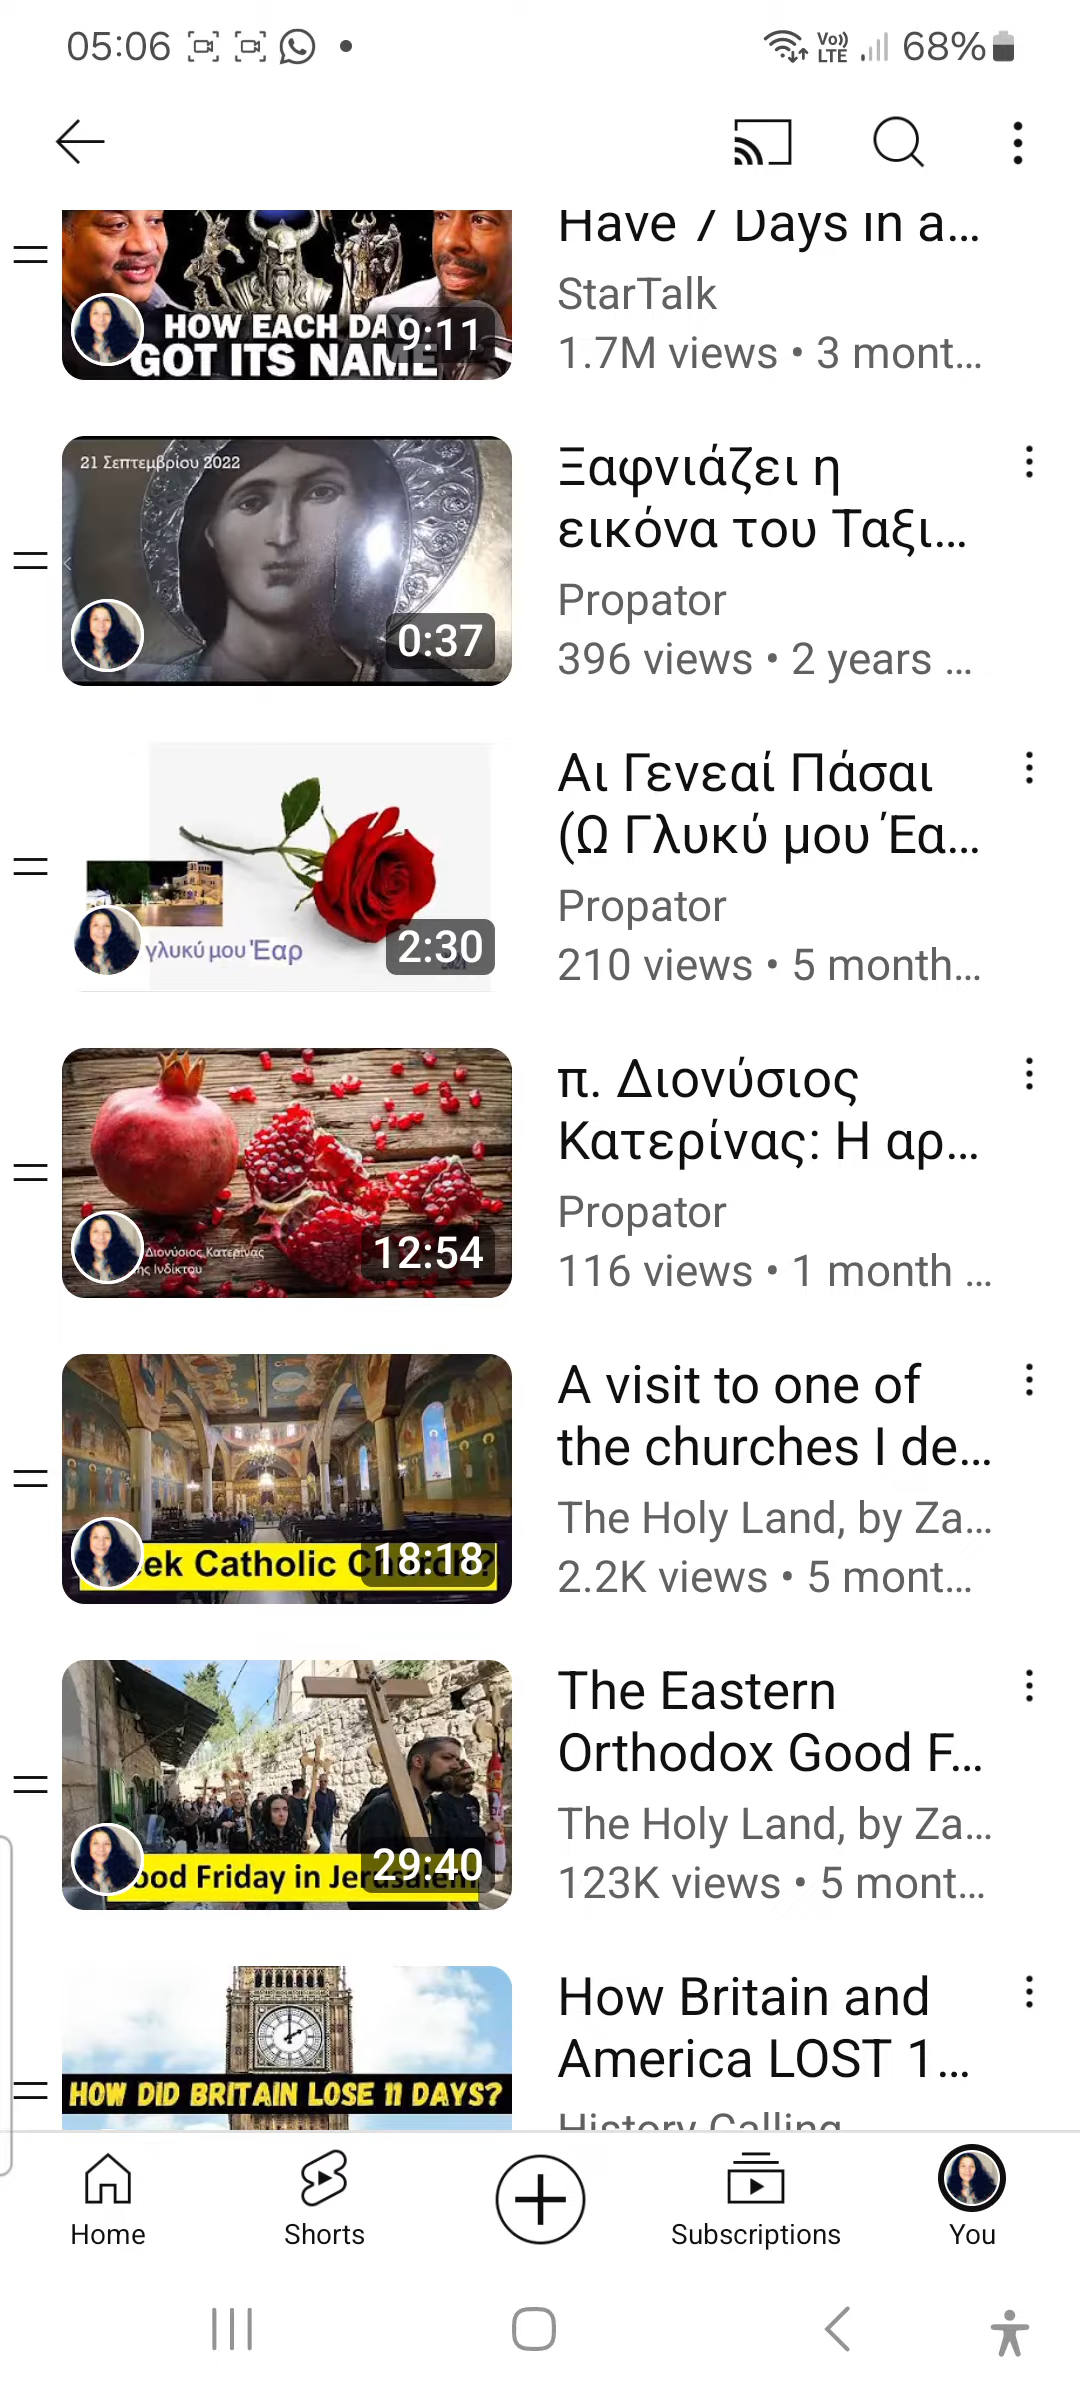 05:06
Vo)) LTE
68%
Have 7 Days in a...
StarTalk
1.7M views • 3 mont...
HOW EACH DA
GOT ITS NAME
9:11
21 Σεπτεμβρίου 2022
0:37
Ξαφνιάζει η
εικόνα του Ταξι...
Propator
396 views • 2 years ...
γλυκύ μου Έαρ
2:30
Αι Γενεαί Πάσαι
(Ω Γλυκύ μου Έα...
Propator
210 views • 5 month...
Διονύσιος Κατερίνας
ης Ινδίκτου
12:54
π. Διονύσιος
Κατερίνας: Η αρ...
Propator
116 views • 1 month ...
ek Catholic Church?
18:18
A visit to one of
the churches I de...
The Holy Land, by Za...
2.2K views • 5 mont...
ood Friday in Jerusalem
29:40
The Eastern
Orthodox Good F...
The Holy Land, by Za...
123K views • 5 mont...
HOW DID BRITAIN LOSE 11 DAYS?
How Britain and
America LOST 1...
History Calling
Home
Shorts
Subscriptions
You